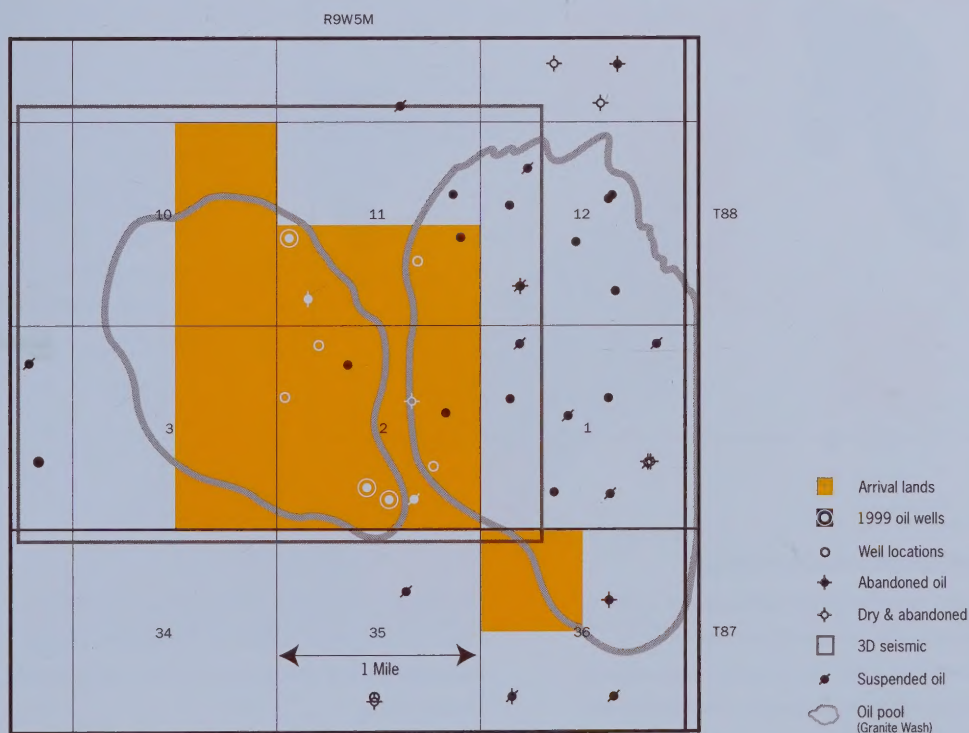 R9W5M
10
11
12
T88
3
2
1
34
35
36
T87
1 Mile
Arrival lands
1999 oil wells
Well locations
Abandoned oil
Dry & abandoned
3D seismic
Suspended oil
Oil pool
(Granite Wash)